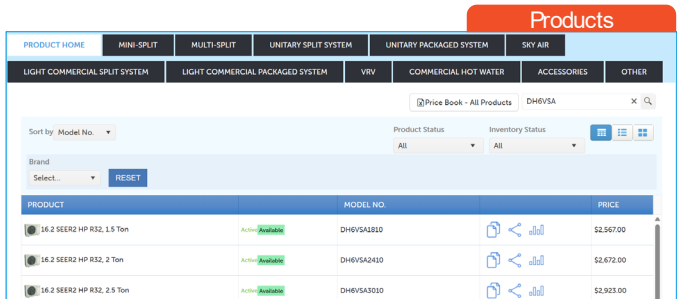 Products
PRODUCT HOME MINI-SPLIT MULTI-SPLIT UNITARY SPLIT SYSTEM UNITARY PACKAGED SYSTEM SKY AIR
LIGHT COMMERCIAL SPLIT SYSTEM LIGHT COMMERCIAL PACKAGED SYSTEM VRV COMMERCIAL HOT WATER ACCESSORIES OTHER
Price Book - All Products DH6VSA
Sort by Model No. Product Status Inventory Status
All All
Brand
Select... RESET
PRODUCT MODEL NO. PRICE
16.2 SEER2 HP R32, 1.5 Ton Active Available DH6VSA1810 $2,567.00
16.2 SEER2 HP R32, 2 Ton Active Available DH6VSA2410 $2,672.00
16.2 SEER2 HP R32, 2.5 Ton Active Available DH6VSA3010 $2,923.00